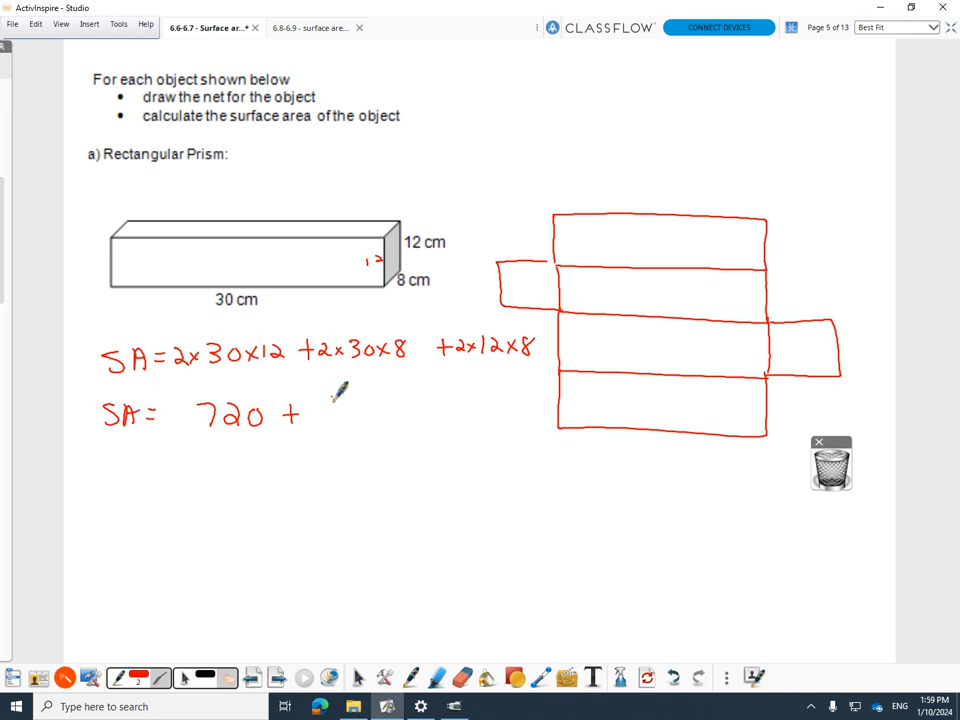 ActivInspire - Studio
File Edit View Insert Tools Help
6.6-6.7 - Surface ar...* 6.8-6.9 - surface are...
CLASSFLOW CONNECT DEVICES Page 5 of 13 Best Fit
For each object shown below
• draw the net for the object
• calculate the surface area of the object
a) Rectangular Prism:
12 cm
12
8 cm
30 cm
SA = 2x30x12 + 2x30x8 + 2x12x8
SA = 720 +
2
T
Type here to search
ENG
1:59 PM
1/10/2024